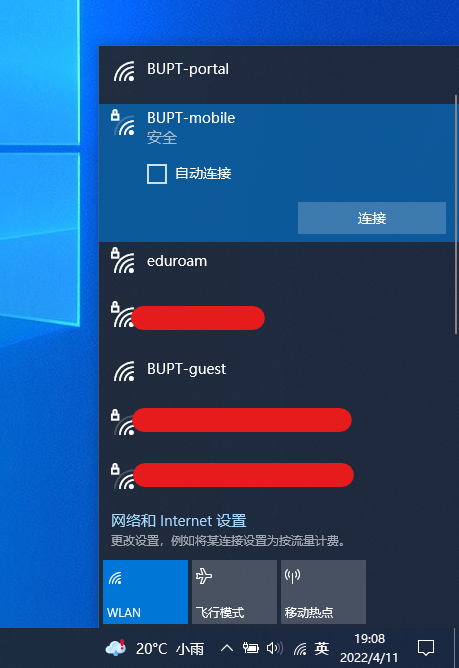 BUPT-portal
BUPT-mobile
安全
自动连接
连接
eduroam
BUPT-guest
网络和 Internet 设置
更改设置，例如将某连接设置为按流量计费。
WLAN
飞行模式
移动热点
20°C 小雨
英
19:08
2022/4/11